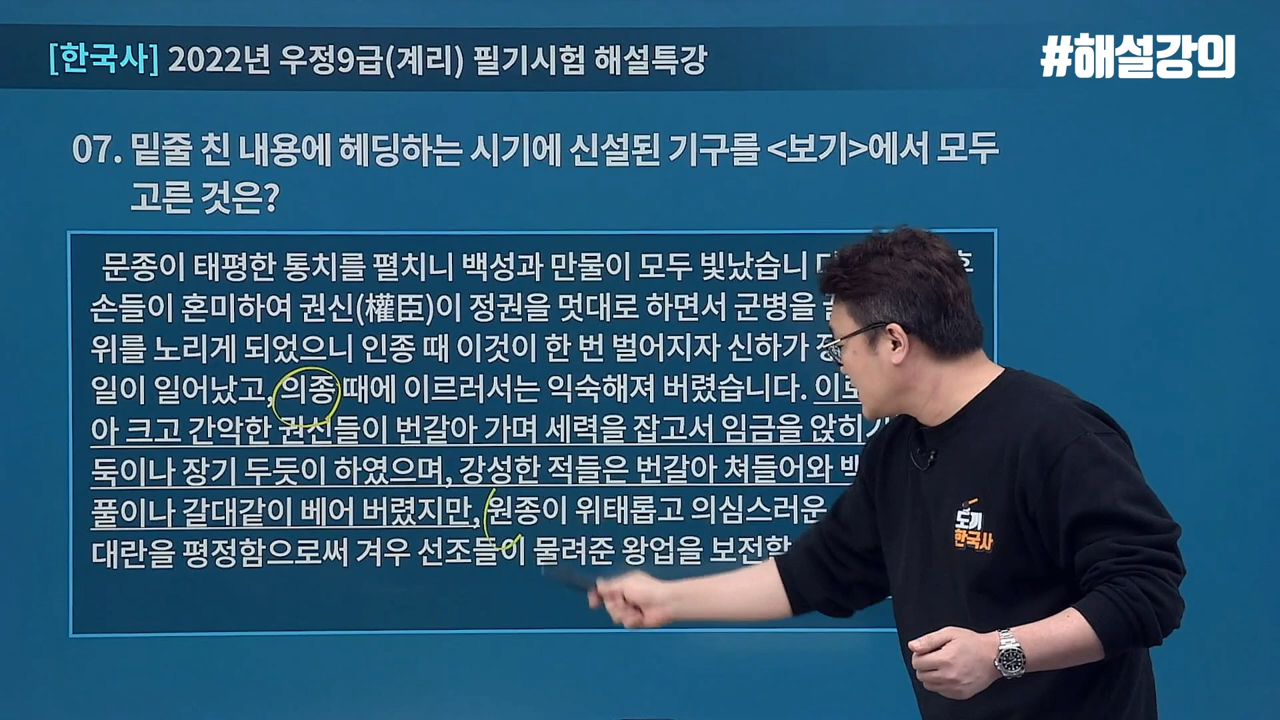 [한국사] 2022년 우정9급(계리) 필기시험 해설특강
#해설강의
07. 밑줄 친 내용에 헤딩하는 시기에 신설된 기구를 <보기>에서 모두
고른 것은?
문종이 태평한 통치를 펼치니 백성과 만물이 모두 빛났습니
손들이 혼미하여 권신(權臣)이 정권을 멋대로 하면서 군병을
위를 노리게 되었으니 인종 때 이것이 한 번 벌어지자 신하가
일이 일어났고, 의종 때에 이르러서는 익숙해져 버렸습니다.
아 크고 간악한 권신들이 번갈아 가며 세력을 잡고서 임금을 앉히기
둑이나 장기 두듯이 하였으며, 강성한 적들은 번갈아 쳐들어와
풀이나 갈대같이 베어 버렸지만, 원종이 위태롭고 의심스러운
대란을 평정함으로써 겨우 선조들이 물려준 왕업을 보전할
도끼
한국사